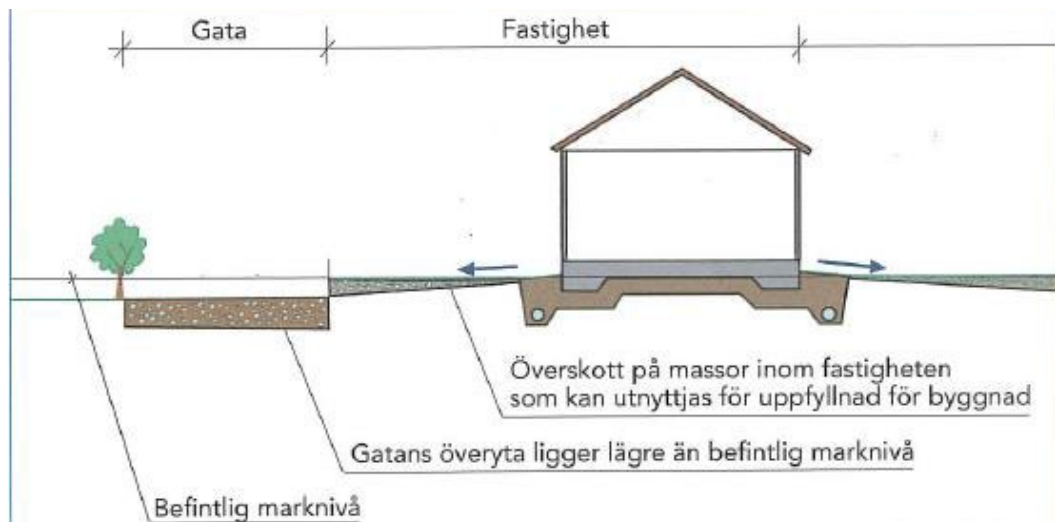 Gata
Fastighet
Överskott på massor inom fastigheten
som kan utnyttjas för uppfyllnad för byggnad
Gatans överyta ligger lägre än befintlig marknivå
Befintlig marknivå